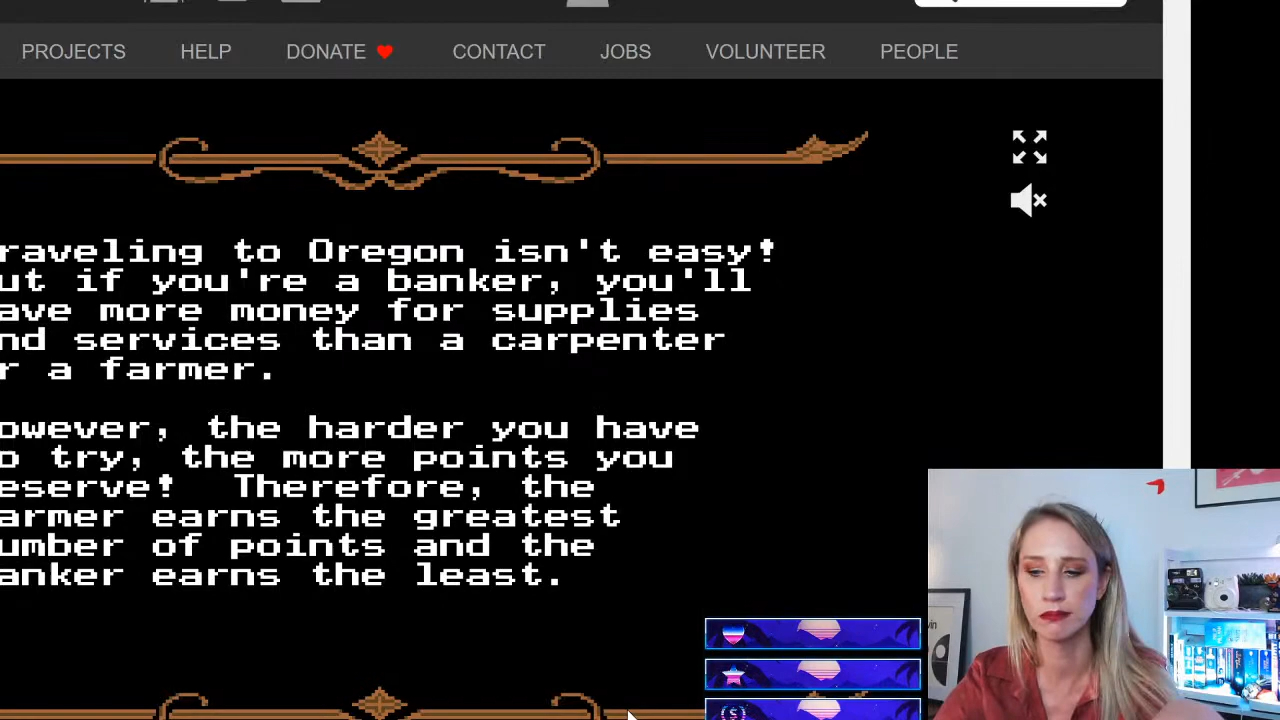 PROJECTS HELP DONATE CONTACT JOBS VOLUNTEER PEOPLE
raveling to Oregon isn't easy!
ut if you're a banker, you'll
ave more money for supplies
nd services than a carpenter
r a farmer.
owever, the harder you have
o try, the more points you
eserve! Therefore, the
armer earns the greatest
umber of points and the
anker earns the least.